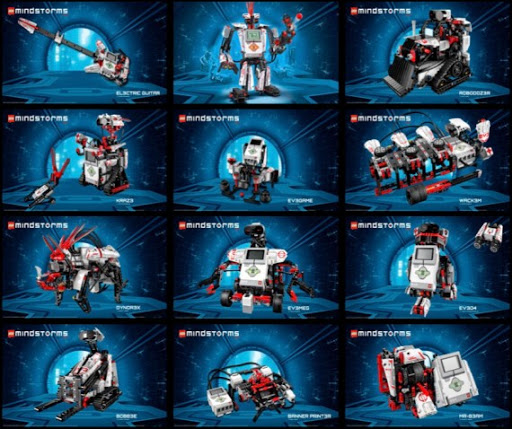 mindstorms
ELECTRIC GUITAR
mindstorms
mindstorms
ROBODOZ3R
mindstorms
KRAZ3
mindstorms
EV3GAME
mindstorms
WACK3M
mindstorms
DINOR3X
mindstorms
EV3MEG
mindstorms
EV3D4
mindstorms
BOBB3E
mindstorms
BANNER PRINT3R
mindstorms
MR-B3AM